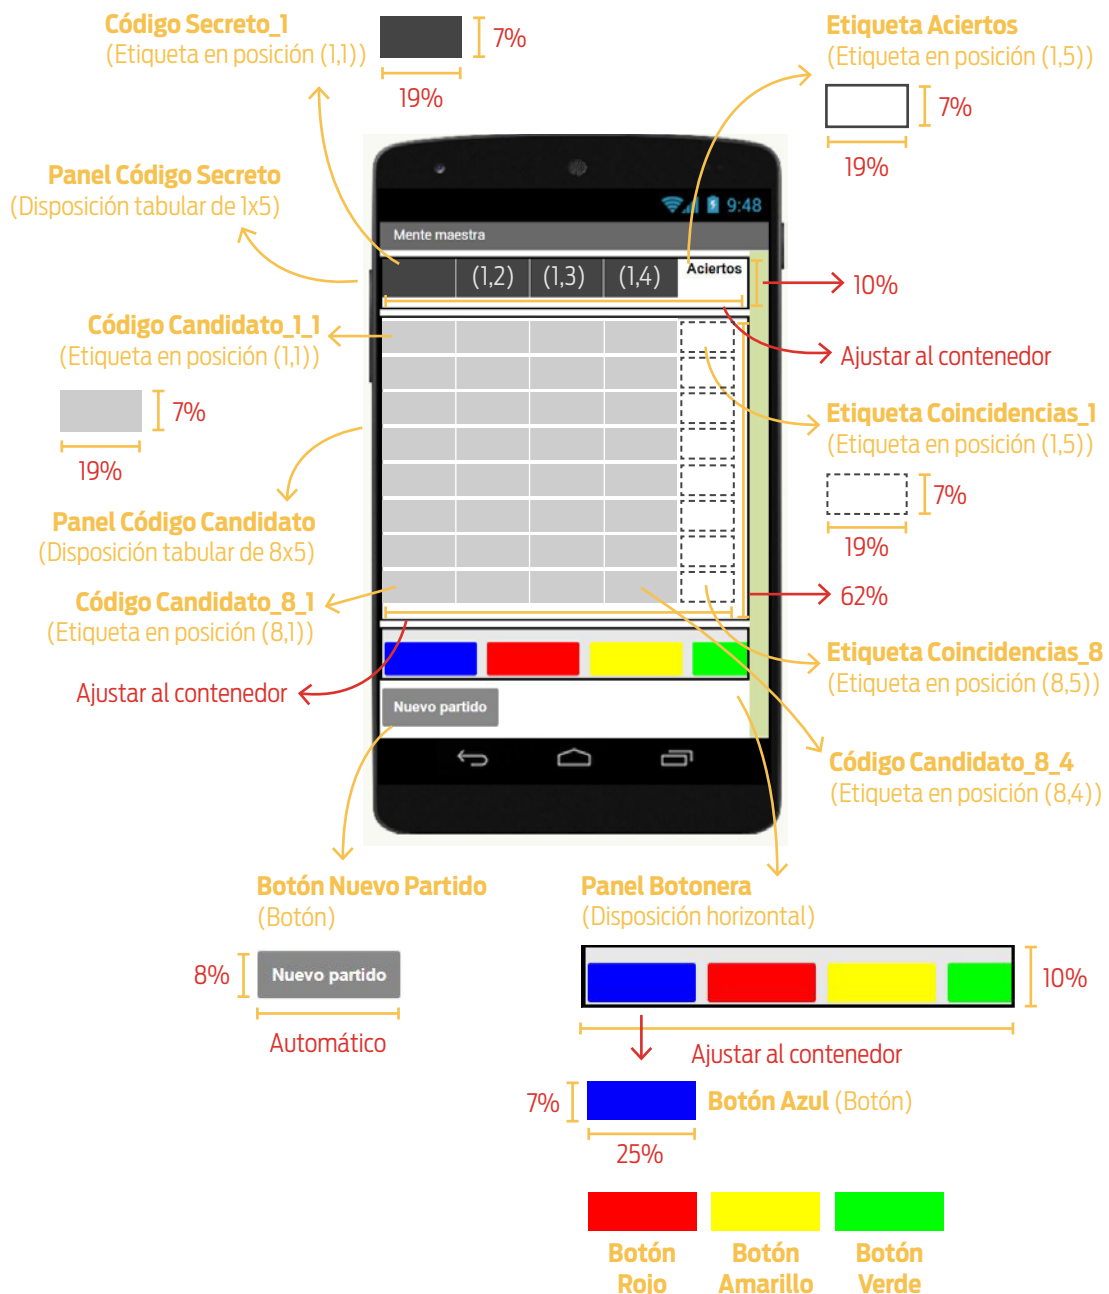 Código Secreto_1
(Etiqueta en posición (1,1))
7%
19%
Etiqueta Aciertos
(Etiqueta en posición (1,5))
7%
19%
Panel Código Secreto
(Disposición tabular de 1x5)
9:48
Mente maestra
(1,2)
(1,3)
(1,4)
Aciertos
10%
Ajustar al contenedor
Código Candidato_1_1
(Etiqueta en posición (1,1))
7%
19%
Etiqueta Coincidencias_1
(Etiqueta en posición (1,5))
7%
19%
Panel Código Candidato
(Disposición tabular de 8x5)
62%
Código Candidato_8_1
(Etiqueta en posición (8,1))
Etiqueta Coincidencias_8
(Etiqueta en posición (8,5))
Ajustar al contenedor
Nuevo partido
Código Candidato_8_4
(Etiqueta en posición (8,4))
Botón Nuevo Partido
(Botón)
8%
Nuevo partido
Automático
Panel Botonera
(Disposición horizontal)
10%
Ajustar al contenedor
7%
Botón Azul (Botón)
25%
Botón
Rojo
Botón
Amarillo
Botón
Verde